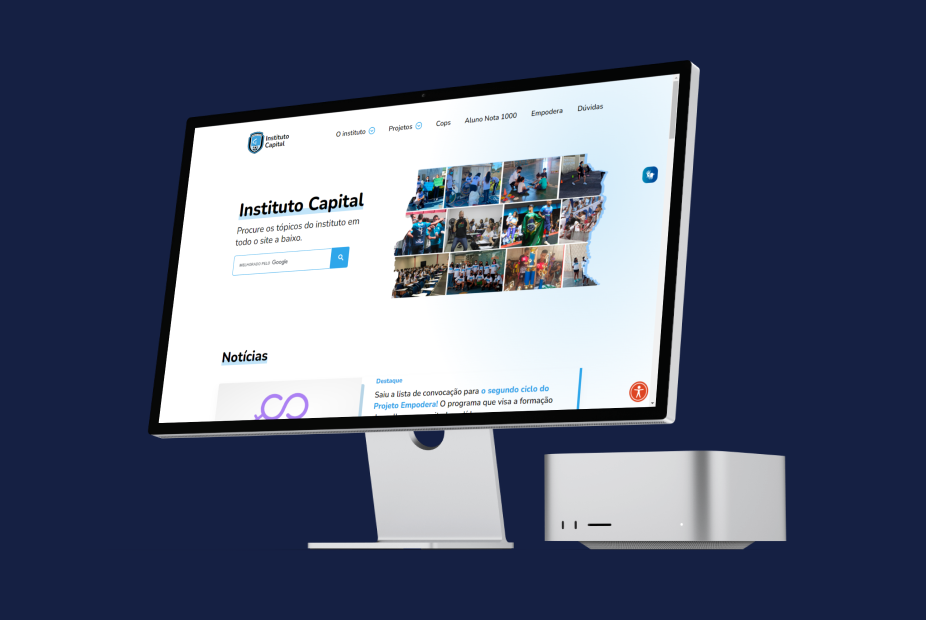 Instituto
Capital
O instituto
Projetos
Cops
Aluno Nota 1000
Empodera
Dúvidas
Instituto Capital
Procure os tópicos do instituto em
todo o site a baixo.
Google
Notícias
Destaque
Saiu a lista de convocação para o segundo ciclo do
Projeto Empodera! O programa que visa a formação